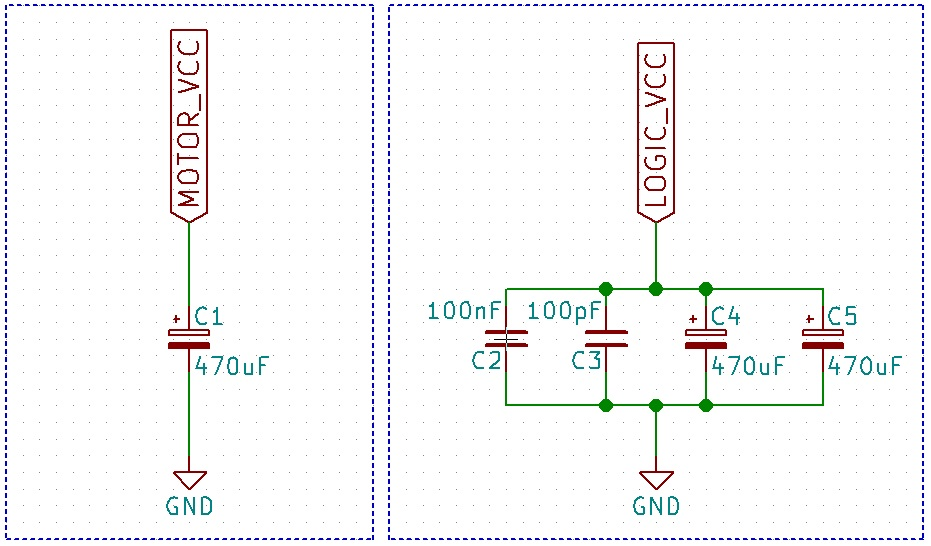 MOTOR_VCC
+ C1
470uF
GND
LOGIC_VCC
100nF
C2
100pF
C3
+ C4
470uF
+ C5
470uF
GND